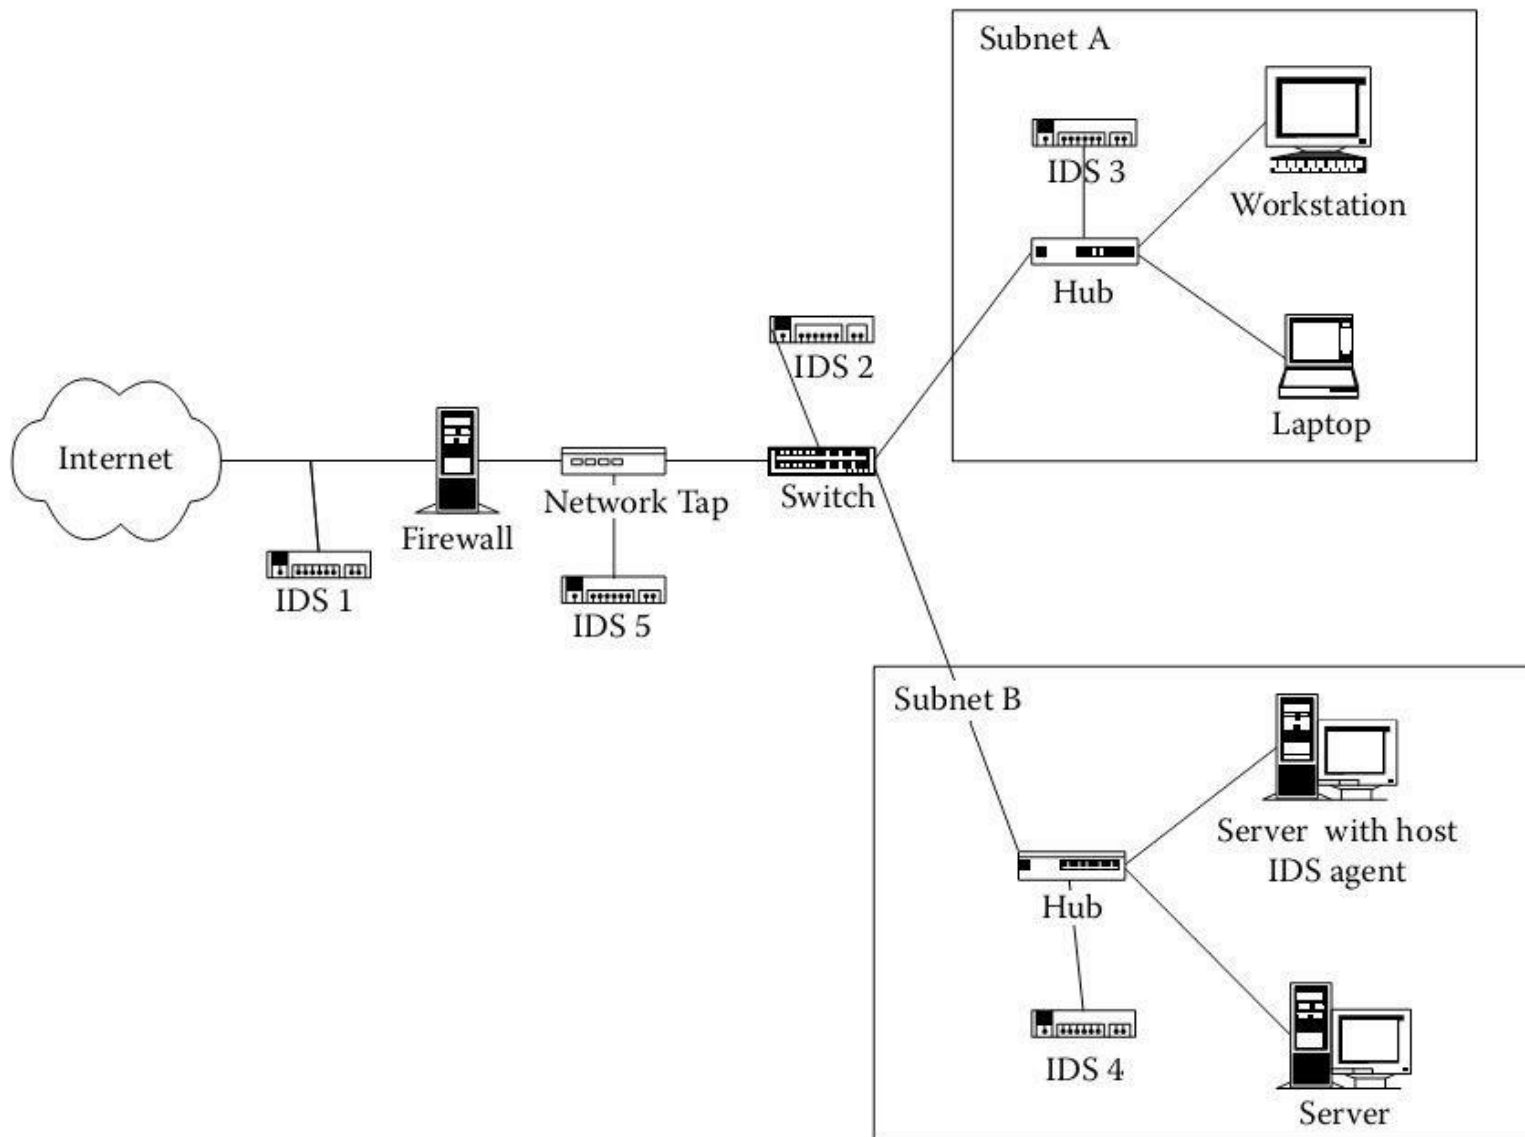 Subnet A
IDS 3
Workstation
Hub
IDS 2
Laptop
Internet
Switch
Network Tap
Firewall
IDS 1
IDS 5
Subnet B
Server with host
IDS agent
Hub
IDS 4
Server